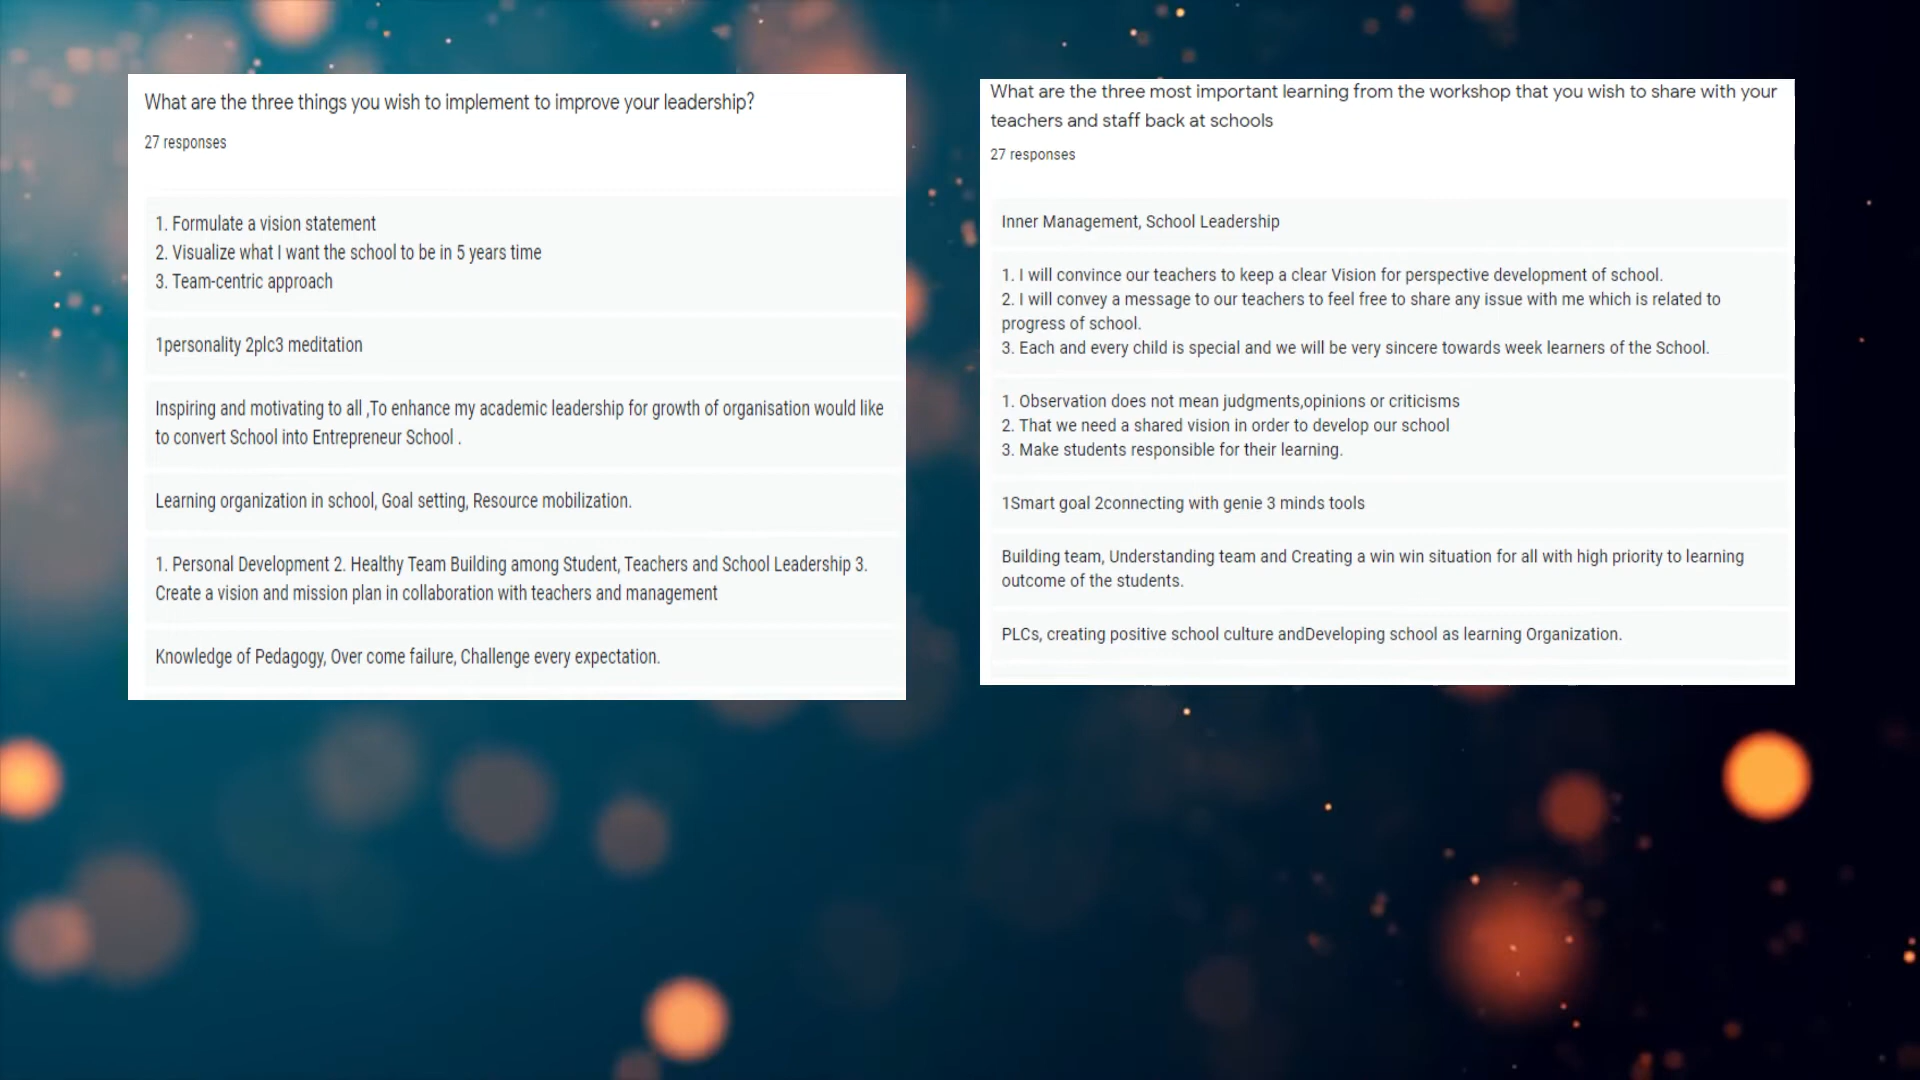 What are the three things you wish to implement to improve your leadership?
27 responses
1. Formulate a vision statement
2. Visualize what I want the school to be in 5 years time
3. Team-centric approach
1personality 2plc3 meditation
Inspiring and motivating to all ,To enhance my academic leadership for growth of organisation would like
to convert School into Entrepreneur School .
Learning organization in school, Goal setting, Resource mobilization.
1. Personal Development 2. Healthy Team Building among Student, Teachers and School Leadership 3.
Create a vision and mission plan in collaboration with teachers and management
Knowledge of Pedagogy, Over come failure, Challenge every expectation.
What are the three most important learning from the workshop that you wish to share with your
teachers and staff back at schools
27 responses
Inner Management, School Leadership
1. I will convince our teachers to keep a clear Vision for perspective development of school.
2. I will convey a message to our teachers to feel free to share any issue with me which is related to
progress of school.
3. Each and every child is special and we will be very sincere towards week learners of the School.
1. Observation does not mean judgments,opinions or criticisms
2. That we need a shared vision in order to develop our school
3. Make students responsible for their learning.
1Smart goal 2connecting with genie 3 minds tools
Building team, Understanding team and Creating a win win situation for all with high priority to learning
outcome of the students.
PLCs, creating positive school culture andDeveloping school as learning Organization.